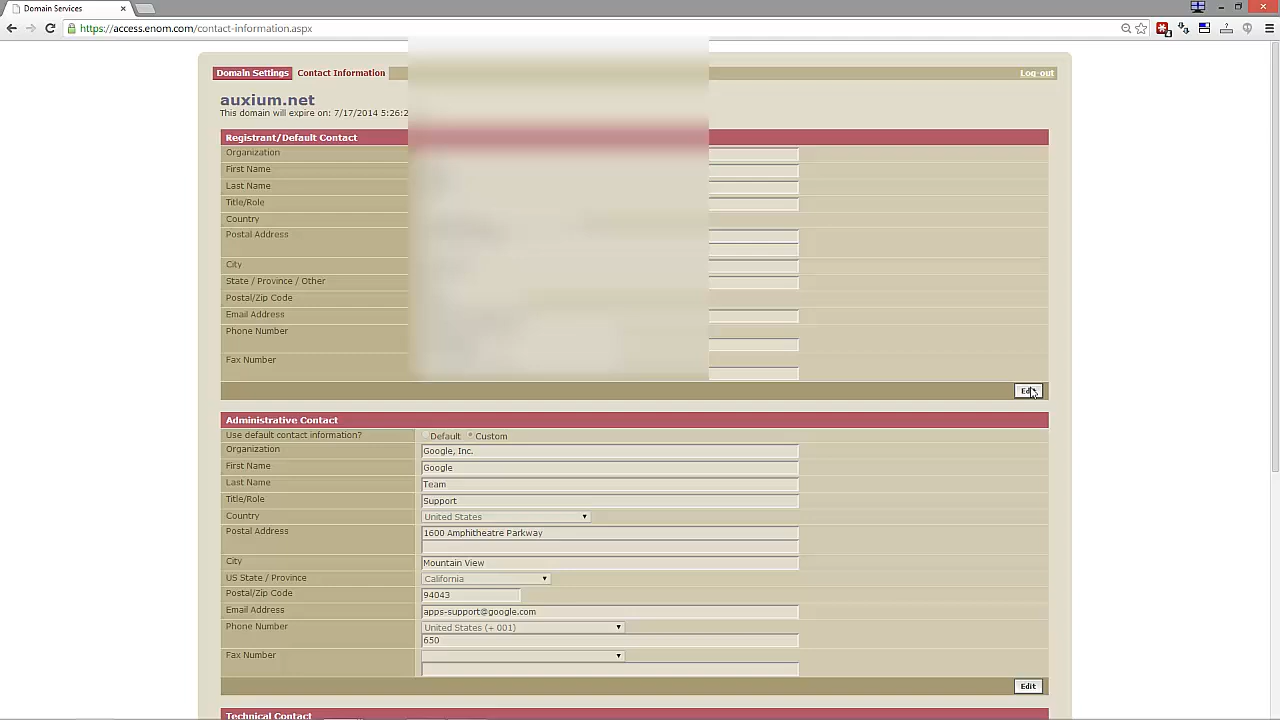 Domain Services
https://access.enom.com/contact-information.aspx
Domain Settings Contact Information Log-out
auxium.net
This domain will expire on: 7/17/2014 5:26:2
Registrant/Default Contact
Organization
First Name
Last Name
Title/Role
Country
Postal Address
City
State / Province / Other
Postal/Zip Code
Email Address
Phone Number
Fax Number
Edit
Administrative Contact
Use default contact information? Default Custom
Organization Google, Inc.
First Name Google
Last Name Team
Title/Role Support
Country United States
Postal Address 1600 Amphitheatre Parkway
City Mountain View
US State / Province California
Postal/Zip Code 94043
Email Address apps-support@google.com
Phone Number United States (+ 001)
650
Fax Number
Edit
Technical Contact